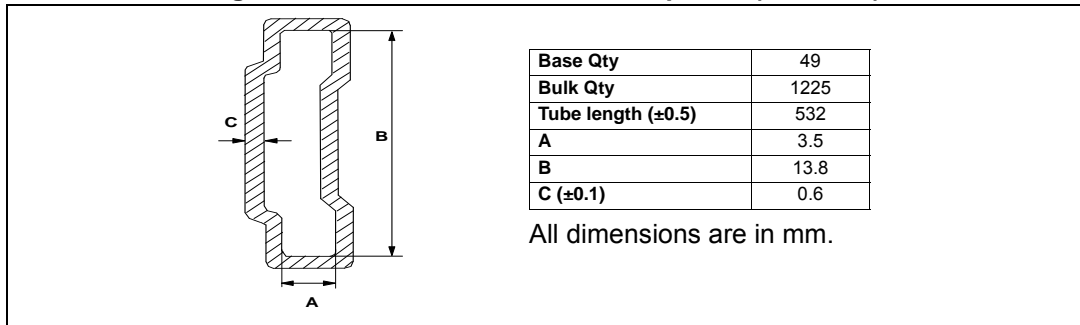 C
B
A
Base Qty 49
Bulk Qty 1225
Tube length (±0.5) 532
A 3.5
B 13.8
C (±0.1) 0.6
All dimensions are in mm.